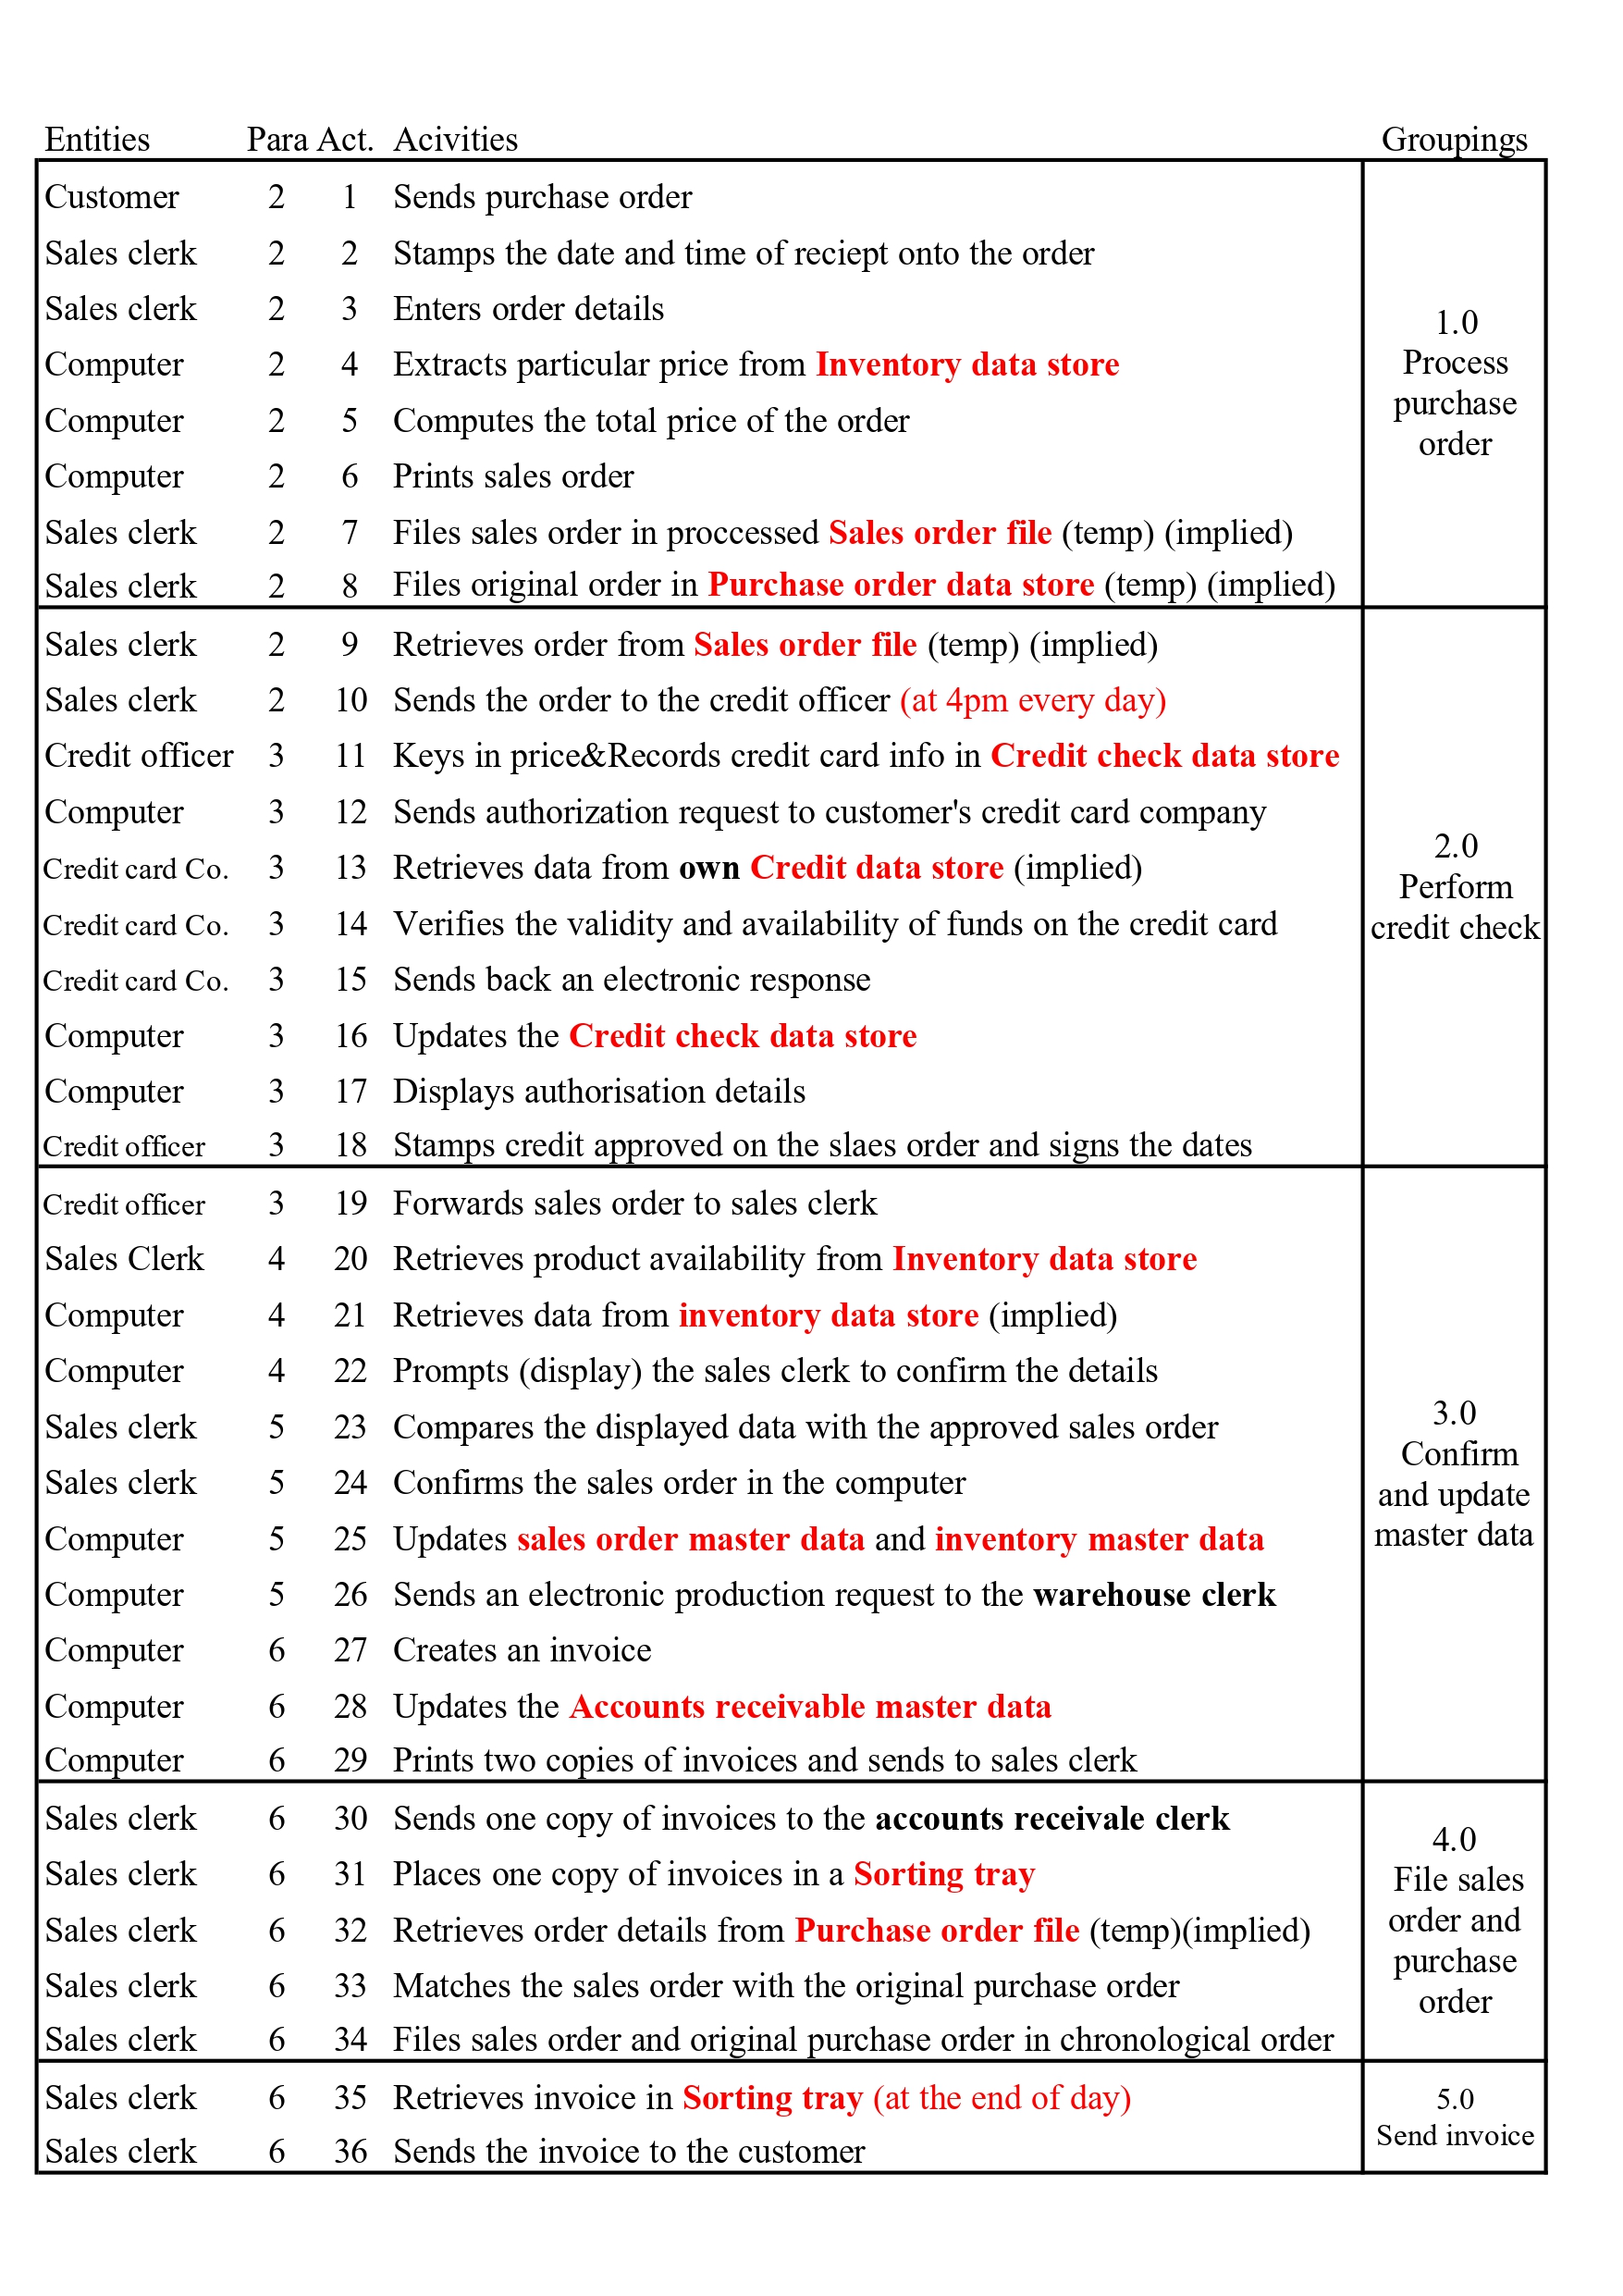 Entities Para Act. Acivities Groupings
Customer 2 1 Sends purchase order
Sales clerk 2 2 Stamps the date and time of reciept onto the order
Sales clerk 2 3 Enters order details
Computer 2 4 Extracts particular price from Inventory data store
Computer 2 5 Computes the total price of the order
Computer 2 6 Prints sales order
Sales clerk 2 7 Files sales order in proccessed Sales order file (temp) (implied)
Sales clerk 2 8 Files original order in Purchase order data store (temp) (implied)
1.0
Process
purchase
order
Sales clerk 2 9 Retrieves order from Sales order file (temp) (implied)
Sales clerk 2 10 Sends the order to the credit officer (at 4pm every day)
Credit officer 3 11 Keys in price&Records credit card info in Credit check data store
Computer 3 12 Sends authorization request to customer's credit card company
Credit card Co. 3 13 Retrieves data from own Credit data store (implied)
Credit card Co. 3 14 Verifies the validity and availability of funds on the credit card
Credit card Co. 3 15 Sends back an electronic response
Computer 3 16 Updates the Credit check data store
Computer 3 17 Displays authorisation details
Credit officer 3 18 Stamps credit approved on the slaes order and signs the dates
2.0
Perform
credit check
Credit officer 3 19 Forwards sales order to sales clerk
Sales Clerk 4 20 Retrieves product availability from Inventory data store
Computer 4 21 Retrieves data from inventory data store (implied)
Computer 4 22 Prompts (display) the sales clerk to confirm the details
Sales clerk 5 23 Compares the displayed data with the approved sales order
Sales clerk 5 24 Confirms the sales order in the computer
Computer 5 25 Updates sales order master data and inventory master data
Computer 5 26 Sends an electronic production request to the warehouse clerk
Computer 6 27 Creates an invoice
Computer 6 28 Updates the Accounts receivable master data
Computer 6 29 Prints two copies of invoices and sends to sales clerk
3.0
Confirm
and update
master data
Sales clerk 6 30 Sends one copy of invoices to the accounts receivale clerk
Sales clerk 6 31 Places one copy of invoices in a Sorting tray
Sales clerk 6 32 Retrieves order details from Purchase order file (temp)(implied)
Sales clerk 6 33 Matches the sales order with the original purchase order
Sales clerk 6 34 Files sales order and original purchase order in chronological order
4.0
File sales
order and
purchase
order
Sales clerk 6 35 Retrieves invoice in Sorting tray (at the end of day)
Sales clerk 6 36 Sends the invoice to the customer
5.0
Send invoice